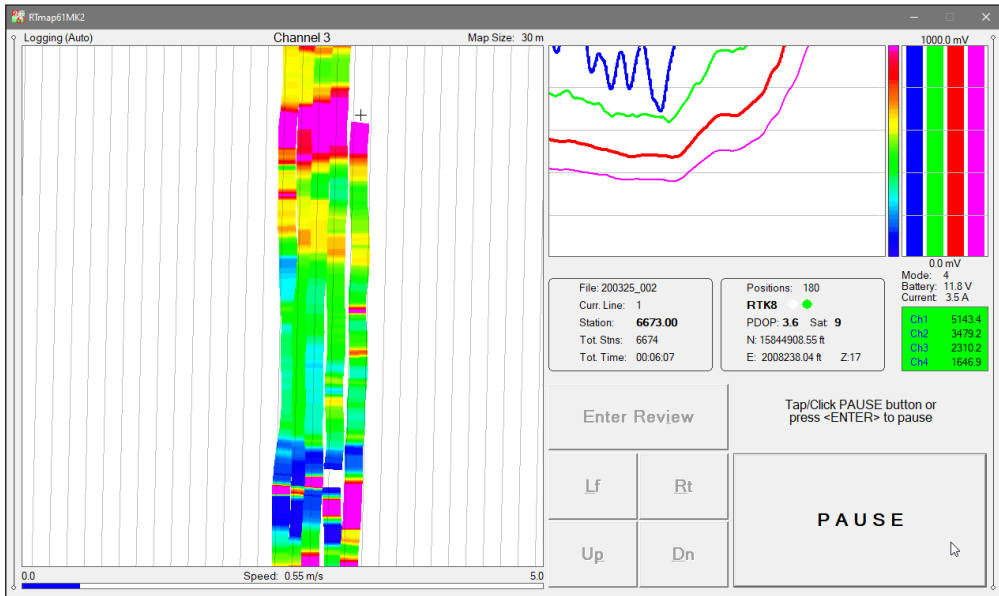 RTmap61MK2
Logging (Auto) Channel 3 Map Size: 30 m
1000.0 mV
0.0 mV
Mode: 4
Battery: 11.8 V
Current: 3.5 A
File: 200325_002
Curr. Line: 1
Station: 6673.00
Tot. Stns: 6674
Tot. Time: 00:06:07
Positions: 180
RTK8
PDOP: 3.6 Sat: 9
N: 15844908.55 ft
E: 2008238.04 ft Z:17
Ch1 5143.4
Ch2 3479.2
Ch3 2310.2
Ch4 1646.9
Enter Review
Tap/Click PAUSE button or
press <ENTER> to pause
Lf Rt
PAUSE
Up Dn
0.0 Speed: 0.55 m/s 5.0